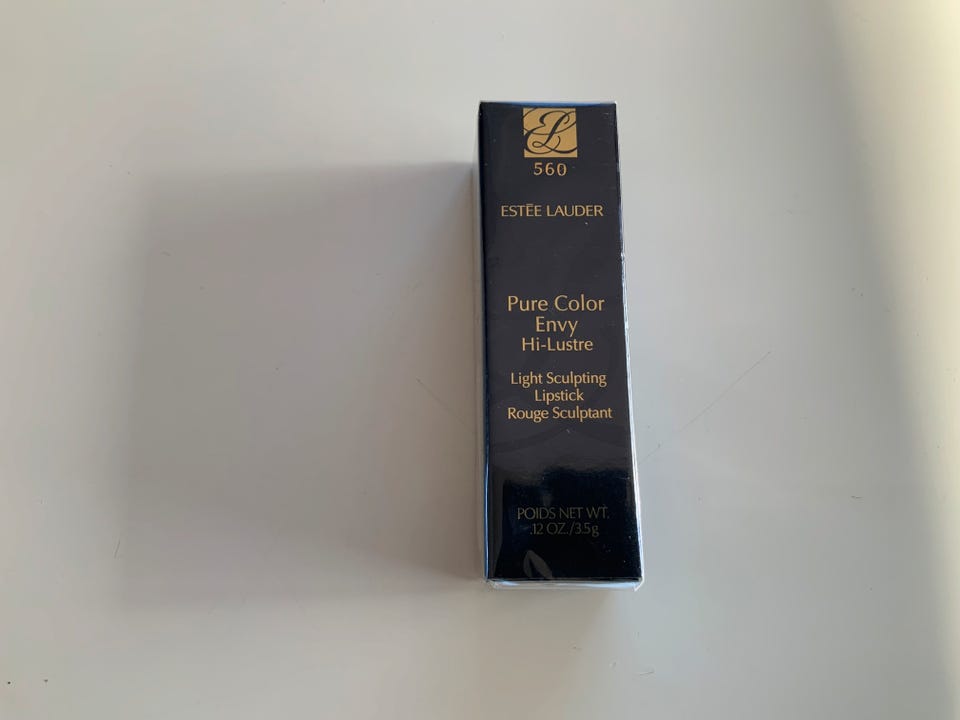 EL
560
ESTĒE LAUDER
Pure Color
Envy
Hi-Lustre
Light Sculpting
Lipstick
Rouge Sculptant
POIDS NET WT.
.12 OZ./3.5g